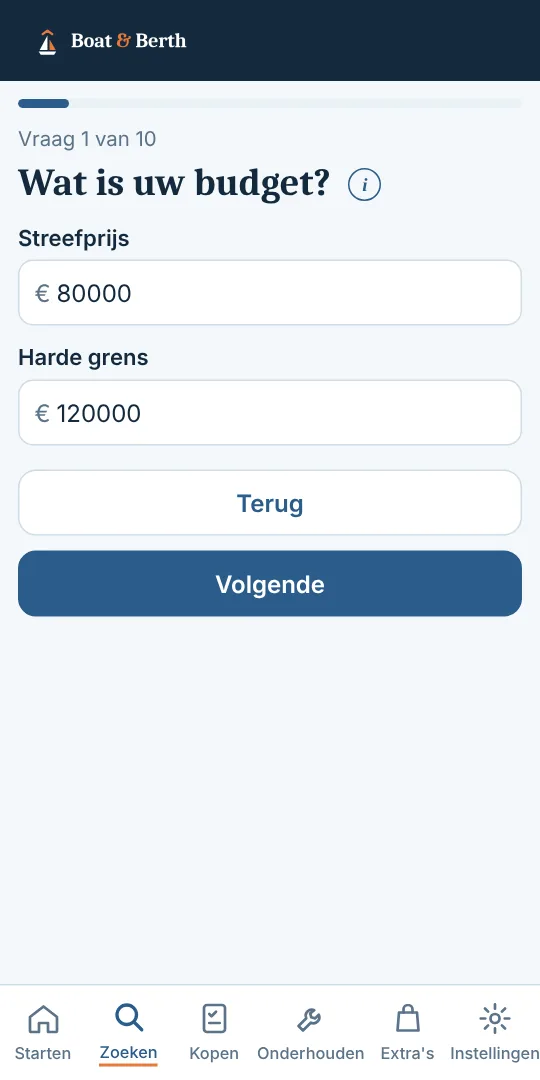 Boat & Berth
Vraag 1 van 10
Wat is uw budget? i
Streefprijs
€ 80000
Harde grens
€ 120000
Terug
Volgende
Starten Zoeken Kopen Onderhouden Extra's Instellingen